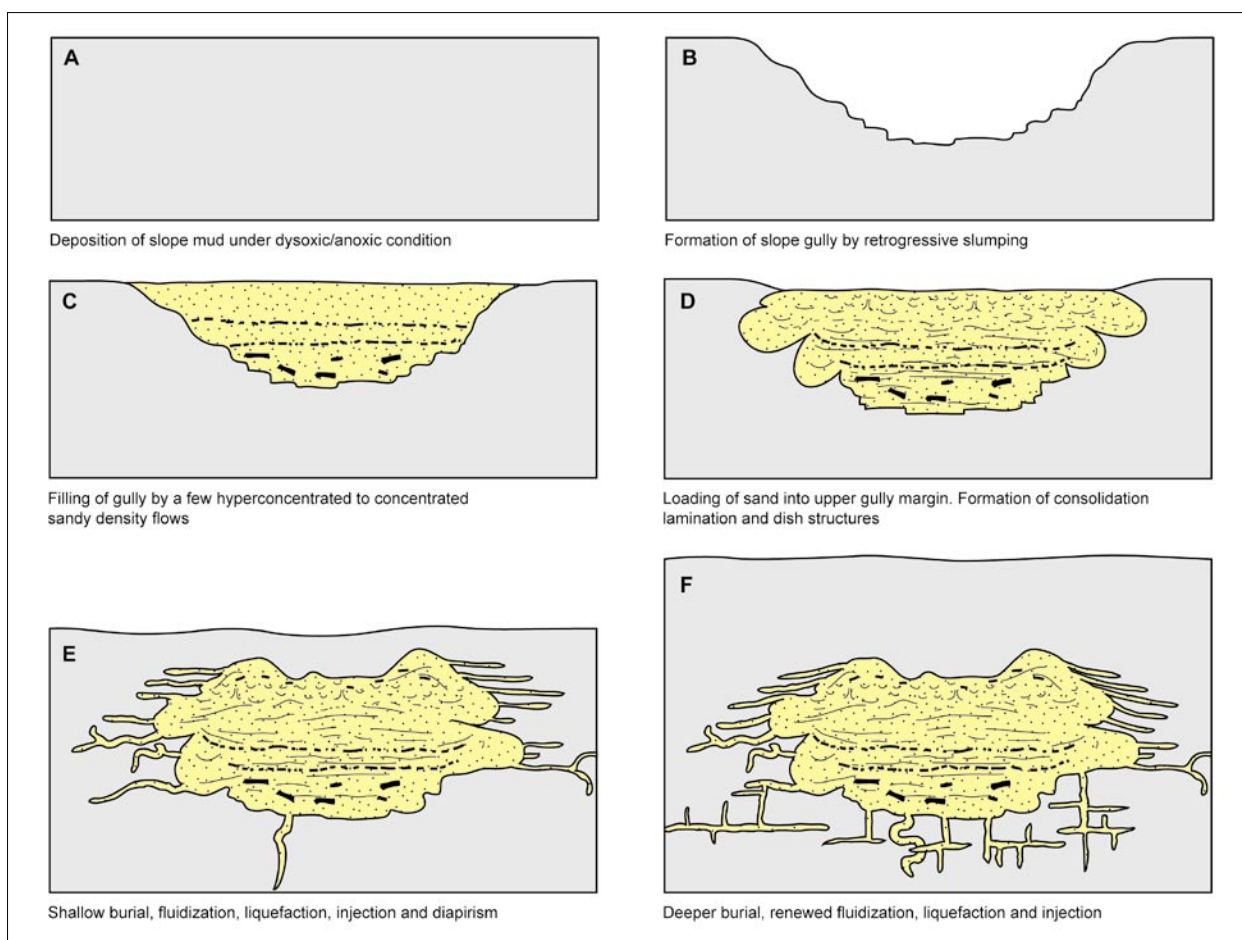 A
Deposition of slope mud under dysoxic/anoxic condition
B
Formation of slope gully by retrogressive slumping
C
Filling of gully by a few hyperconcentrated to concentrated
sandy density flows
D
Loading of sand into upper gully margin. Formation of consolidation
lamination and dish structures
E
Shallow burial, fluidization, liquefaction, injection and diapirism
F
Deeper burial, renewed fluidization, liquefaction and injection